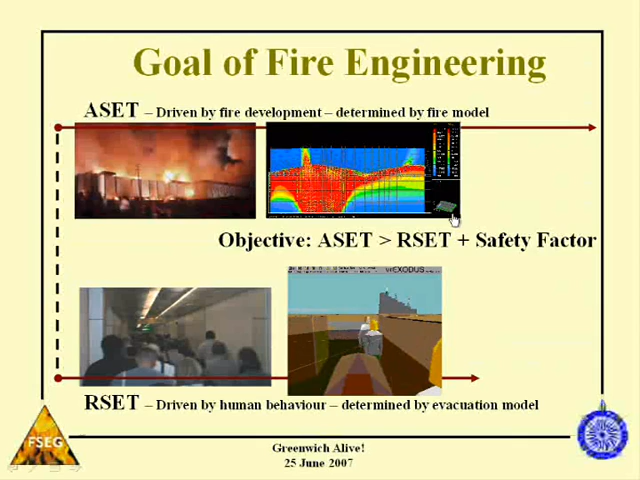 Goal of Fire Engineering
ASET – Driven by fire development – determined by fire model
Objective: ASET > RSET + Safety Factor
vrEXODUS
RSET – Driven by human behaviour – determined by evacuation model
FSEG
Greenwich Alive!
25 June 2007